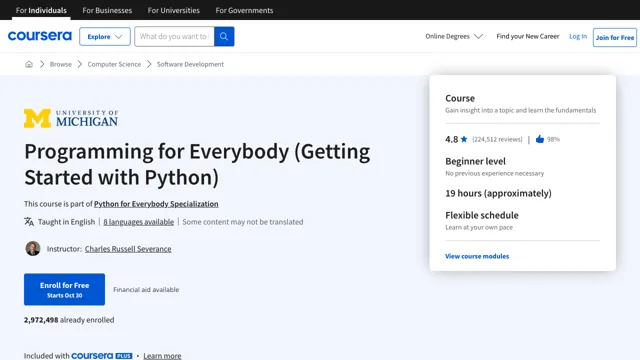 For Individuals
For Businesses
For Universities
For Governments
coursera
Explore
What do you want to
Online Degrees
Find your New Career
Log In
Join for Free
Browse
Computer Science
Software Development
M
UNIVERSITY OF
MICHIGAN
Programming for Everybody (Getting
Started with Python)
This course is part of Python for Everybody Specialization
Taught in English | 8 languages available | Some content may not be translated
Instructor: Charles Russell Severance
Enroll for Free
Starts Oct 30
Financial aid available
2,972,498 already enrolled
Included with coursera PLUS • Learn more
Course
Gain insight into a topic and learn the fundamentals
4.8 (224,512 reviews) | 98%
Beginner level
No previous experience necessary
19 hours (approximately)
Flexible schedule
Learn at your own pace
View course modules